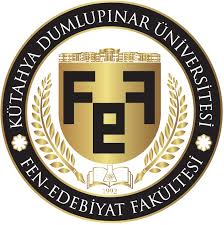 KÜTAHYA DUMLUPINAR ÜNİVERSİTESİ
FeF
1992
FEN-EDEBİYAT FAKÜLTESİ